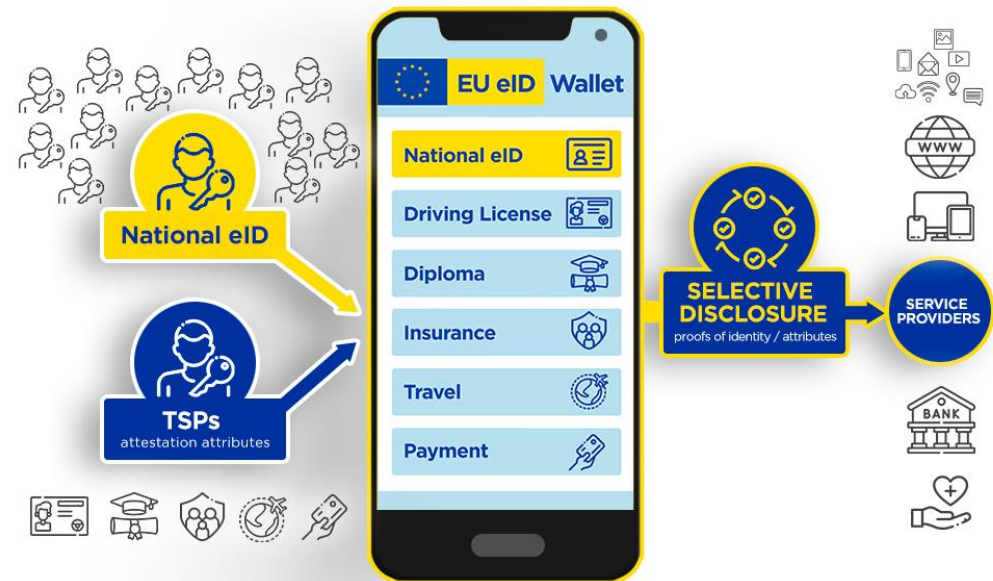 National eID
TSPs
attestation attributes
EU eID Wallet
National eID
Driving License
Diploma
Insurance
Travel
Payment
SELECTIVE
DISCLOSURE
proofs of identity / attributes
WWW
SERVICE
PROVIDERS
BANK